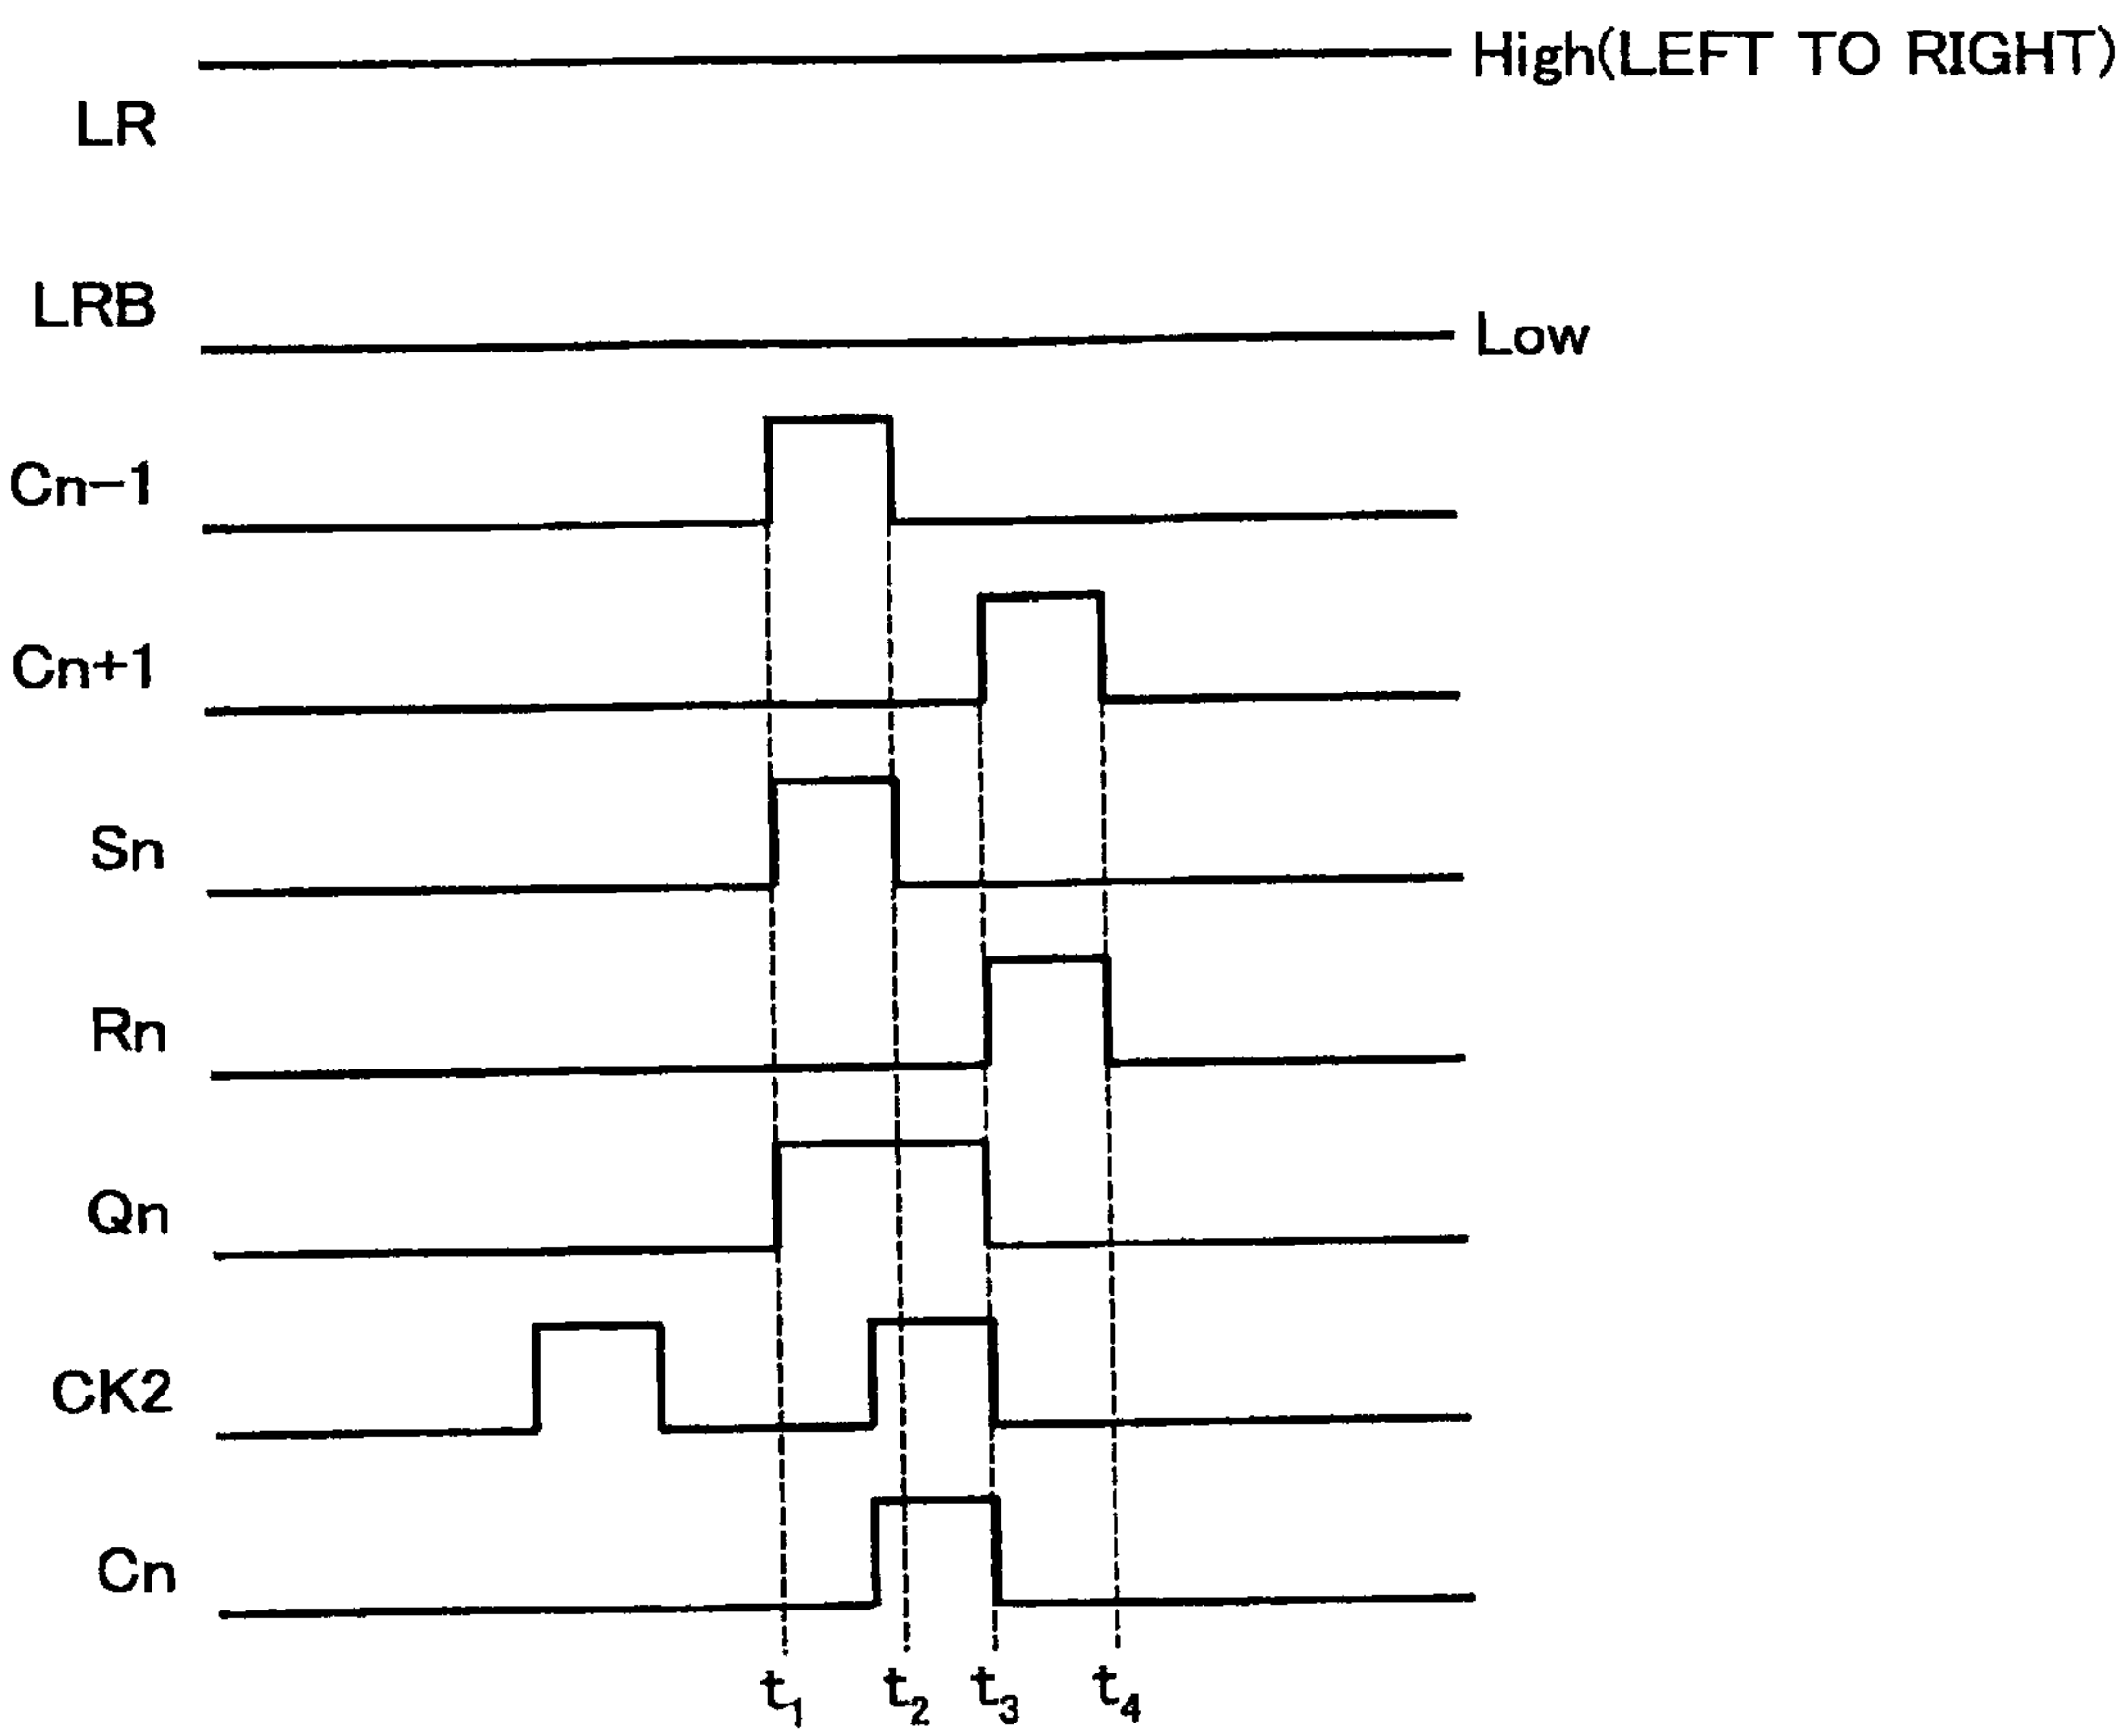 High(LEFT TO RIGHT)
LR
LRB
Low
Cn-1
Cn+1
Sn
Rn
Qn
CK2
Cn
t1 t2 t3 t4